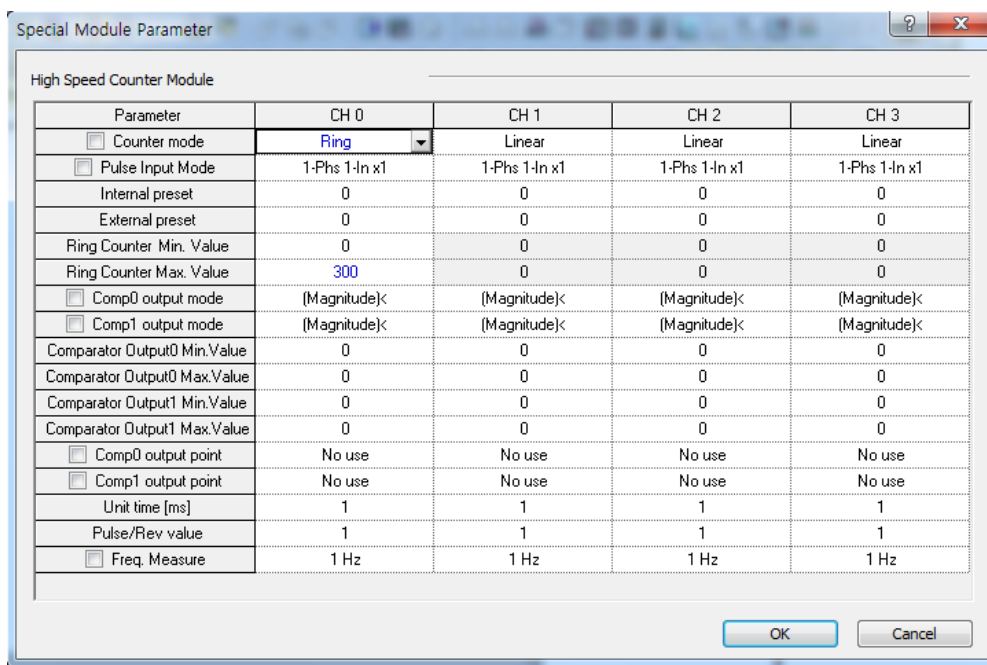 Special Module Parameter
High Speed Counter Module
Parameter CH 0 CH 1 CH 2 CH 3
Counter mode Ring Linear Linear Linear
Pulse Input Mode 1-Phs 1-In x1 1-Phs 1-In x1 1-Phs 1-In x1 1-Phs 1-In x1
Internal preset 0 0 0 0
External preset 0 0 0 0
Ring Counter Min. Value 0 0 0 0
Ring Counter Max. Value 300 0 0 0
Comp0 output mode (Magnitude)< (Magnitude)< (Magnitude)< (Magnitude)<
Comp1 output mode (Magnitude)< (Magnitude)< (Magnitude)< (Magnitude)<
Comparator Output0 Min.Value 0 0 0 0
Comparator Output0 Max.Value 0 0 0 0
Comparator Output1 Min.Value 0 0 0 0
Comparator Output1 Max.Value 0 0 0 0
Comp0 output point No use No use No use No use
Comp1 output point No use No use No use No use
Unit time [ms] 1 1 1 1
Pulse/Rev value 1 1 1 1
Freq. Measure 1 Hz 1 Hz 1 Hz 1 Hz
OK Cancel